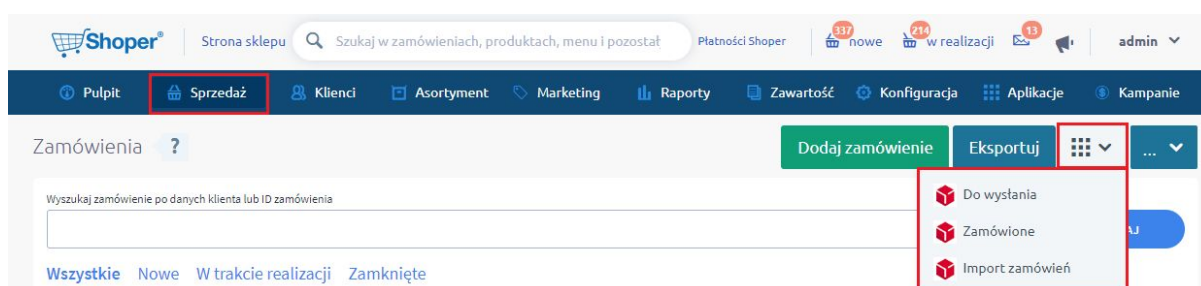 Shoper® Strona sklepu Szukaj w zamówieniach, produktach, menu i pozostał Płatności Shoper 337 nowe 214 w realizacji 13 admin
Pulpit Sprzedaż Klienci Asortyment Marketing Raporty Zawartość Konfiguracja Aplikacje Kampanie
Zamówienia ? Dodaj zamówienie Eksportuj ...
Wyszukaj zamówienie po danych klienta lub ID zamówienia
Do wysłania
Zamówione
Import zamówień
Wszystkie Nowe W trakcie realizacji Zamknięte